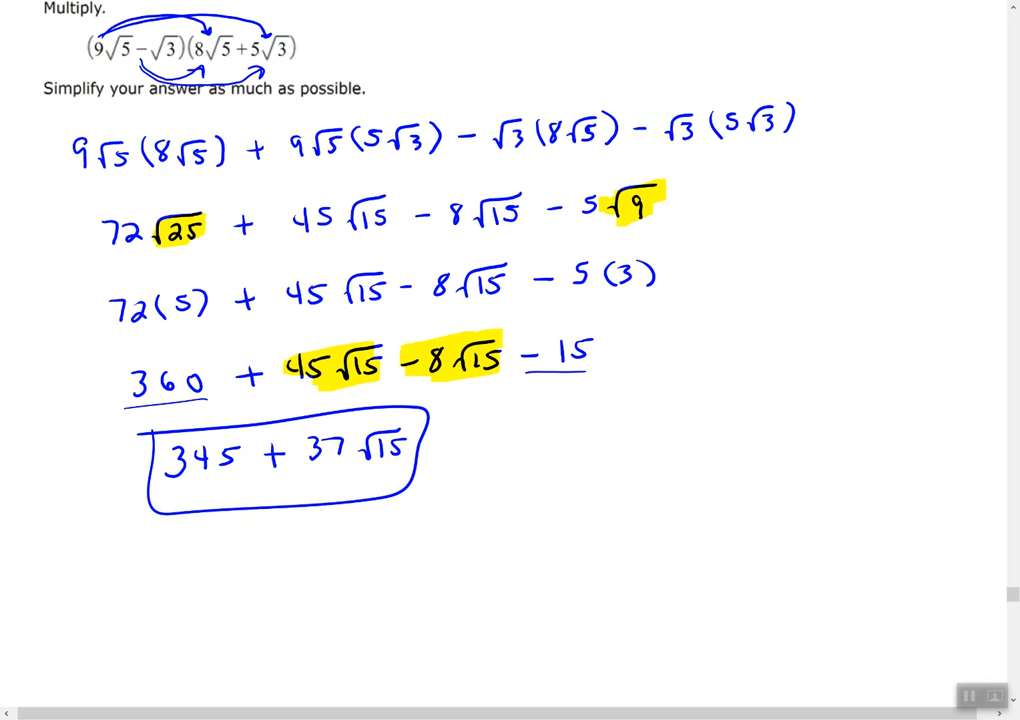 Multiply.
(9√5 − √3)(8√5 + 5√3)
Simplify your answer as much as possible.
9√5 (8√5) + 9√5 (5√3) − √3 (8√5) − √3 (5√3)
72 √25 + 45 √15 − 8 √15 − 5 √9
72(5) + 45 √15 − 8 √15 − 5 (3)
360 + 45 √15 − 8 √15 − 15
345 + 37 √15